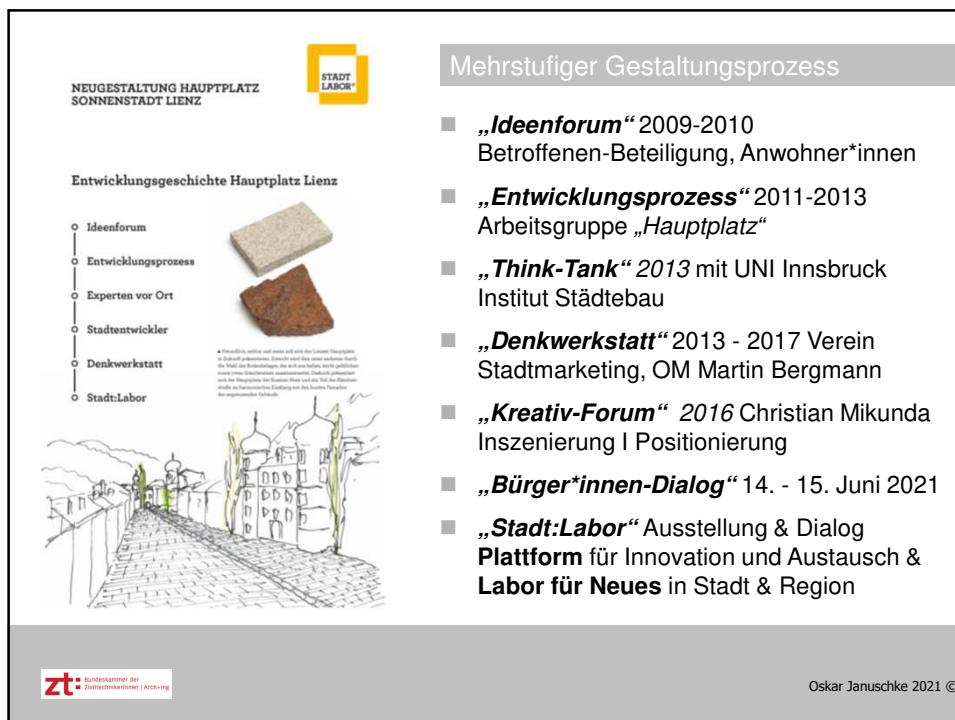 NEUGESTALTUNG HAUPTPLATZ
SONNENSTADT LIENZ
STADT
LABOR®
Entwicklungsgeschichte Hauptplatz Lienz
Ideenforum
Entwicklungsprozess
Experten vor Ort
Stadtentwickler
Denkwerkstatt
Stadt:Labor
Mehrstufiger Gestaltungsprozess
„Ideenforum“ 2009-2010
Betroffenen-Beteiligung, Anwohner*innen
„Entwicklungsprozess“ 2011-2013
Arbeitsgruppe „Hauptplatz“
„Think-Tank“ 2013 mit UNI Innsbruck
Institut Städtebau
„Denkwerkstatt“ 2013 - 2017 Verein
Stadtmarketing, OM Martin Bergmann
„Kreativ-Forum“ 2016 Christian Mikunda
Inszenierung I Positionierung
„Bürger*innen-Dialog“ 14. - 15. Juni 2021
„Stadt:Labor“ Ausstellung & Dialog
Plattform für Innovation und Austausch &
Labor für Neues in Stadt & Region
zt:
Bundeskammer der
ZiviltechnikerInnen | Arch+Ing
Oskar Januschke 2021 ©